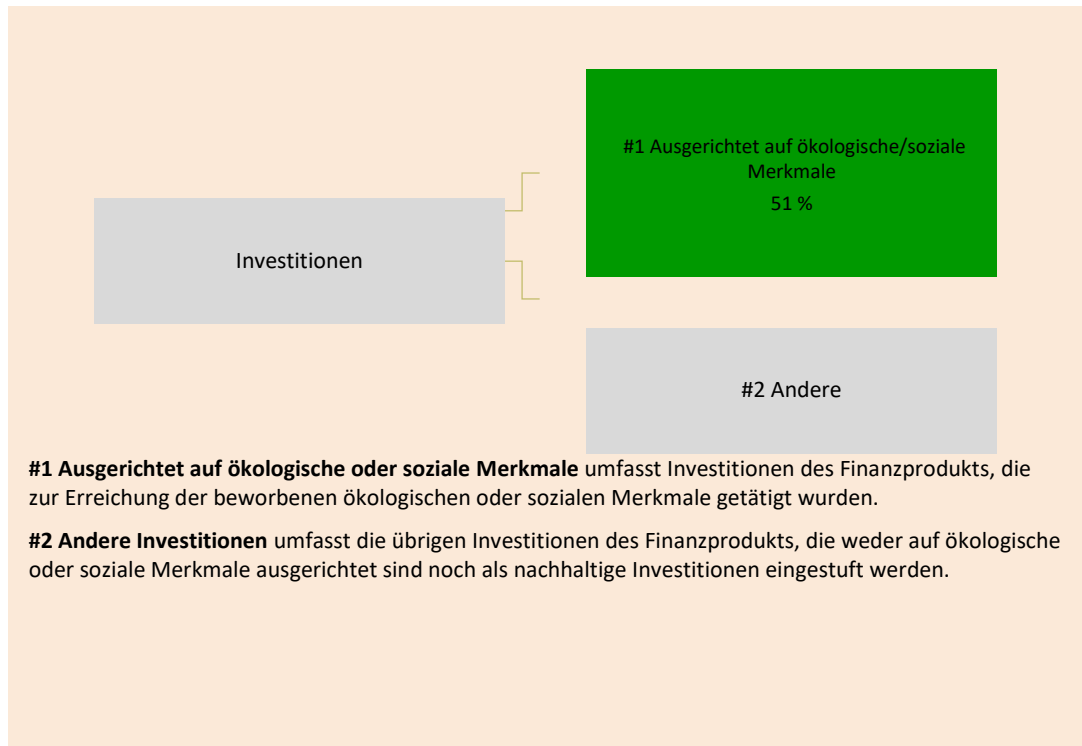 #1 Ausgerichtet auf ökologische/soziale
Merkmale
51 %
Investitionen
#2 Andere
#1 Ausgerichtet auf ökologische oder soziale Merkmale umfasst Investitionen des Finanzprodukts, die
zur Erreichung der beworbenen ökologischen oder sozialen Merkmale getätigt wurden.
#2 Andere Investitionen umfasst die übrigen Investitionen des Finanzprodukts, die weder auf ökologische
oder soziale Merkmale ausgerichtet sind noch als nachhaltige Investitionen eingestuft werden.